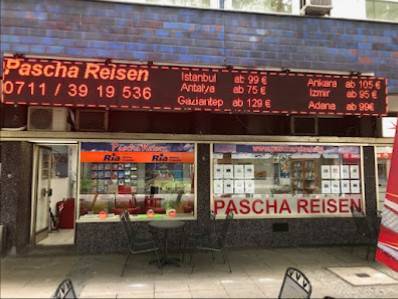 Pascha Reisen
0711 / 39 19 536
Istanbul ab 99 €
Antalya ab 75 €
Gaziantep ab 129 €
Ankara ab 105 €
Izmir ab 95 €
Adana ab 99€
Pascha Reisen
Ria
Ria
PASCHA REISEN